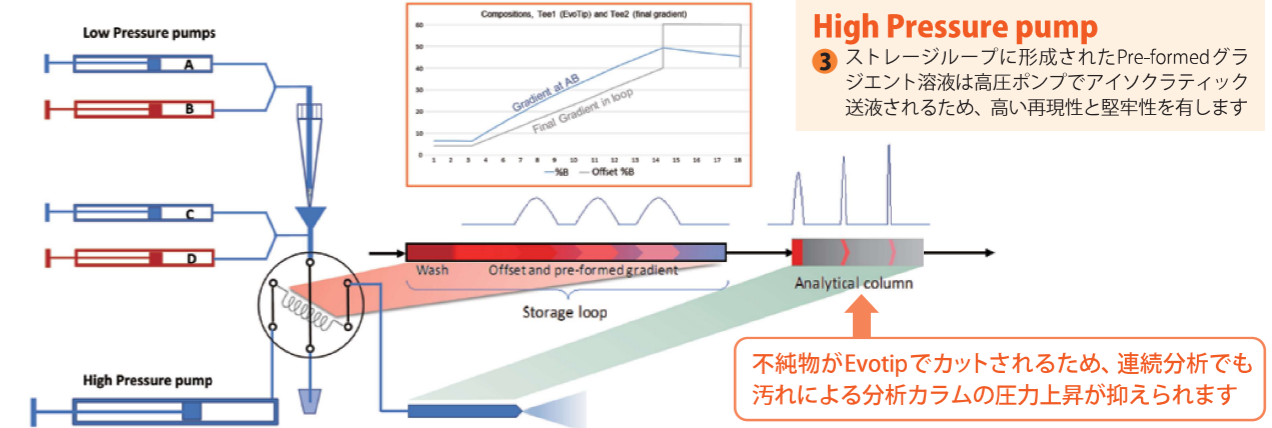 Low Pressure pumps
A
B
C
D
High Pressure pump
Compositions, Tee1 (EvoTip) and Tee2 (final gradient)
60
50
40
30
20
10
0
Gradient at AB
Final Gradient in loop
1 2 3 4 6 7 8 9 10 11 12 13 14 15 16 17 18
%B Offset %B
High Pressure pump
3 ストレージループに形成されたPre-formedグラ
ジエント溶液は高圧ポンプでアイソクラティック
送液されるため、高い再現性と堅牢性を有します
Wash Offset and pre-formed gradient
Storage loop
Analytical column
不純物がEvotipでカットされるため、連続分析でも
汚れによる分析カラムの圧力上昇が抑えられます